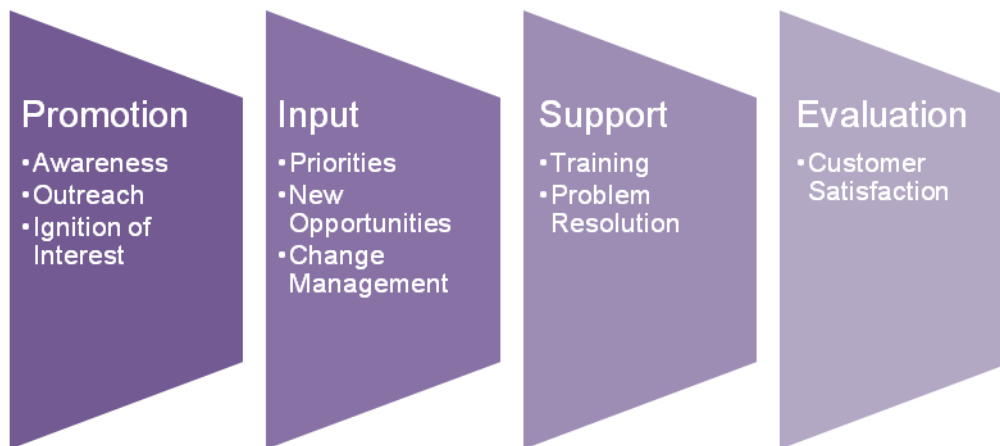 Promotion
•Awareness
•Outreach
•Ignition of
Interest
Input
•Priorities
•New
Opportunities
•Change
Management
Support
•Training
•Problem
Resolution
Evaluation
•Customer
Satisfaction